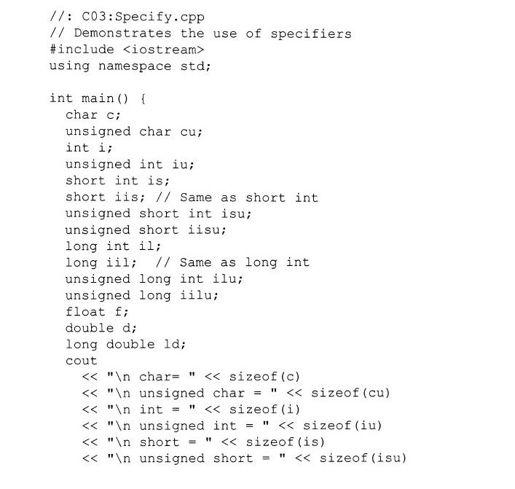 //: C03:Specify.cpp
// Demonstrates the use of specifiers
#include <iostream>
using namespace std;

int main() {
  char c;
  unsigned char cu;
  int i;
  unsigned int iu;
  short int is;
  short iis; // Same as short int
  unsigned short int isu;
  unsigned short iisu;
  long int il;
  long iil;  // Same as long int
  unsigned long int ilu;
  unsigned long iilu;
  float f;
  double d;
  long double ld;
  cout
    << "\n char= " << sizeof(c)
    << "\n unsigned char = " << sizeof(cu)
    << "\n int = " << sizeof(i)
    << "\n unsigned int = " << sizeof(iu)
    << "\n short = " << sizeof(is)
    << "\n unsigned short = " << sizeof(isu)